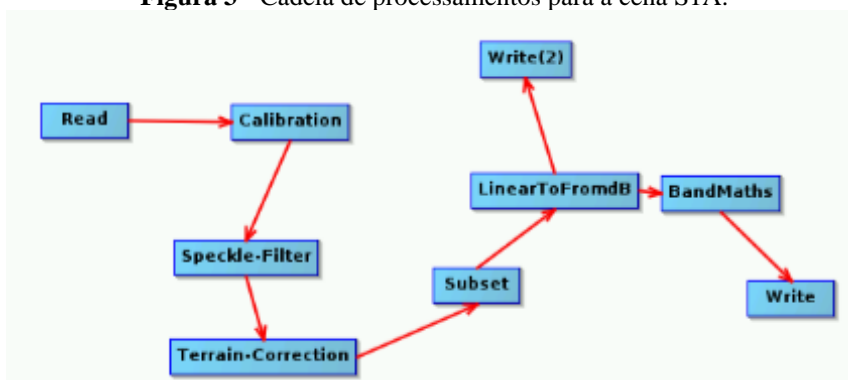 Figura 3 - Cadeia de processamentos para a cena S1A.
Write(2)
Read
Calibration
LinearToFromdB
BandMaths
Speckle-Filter
Subset
Write
Terrain-Correction